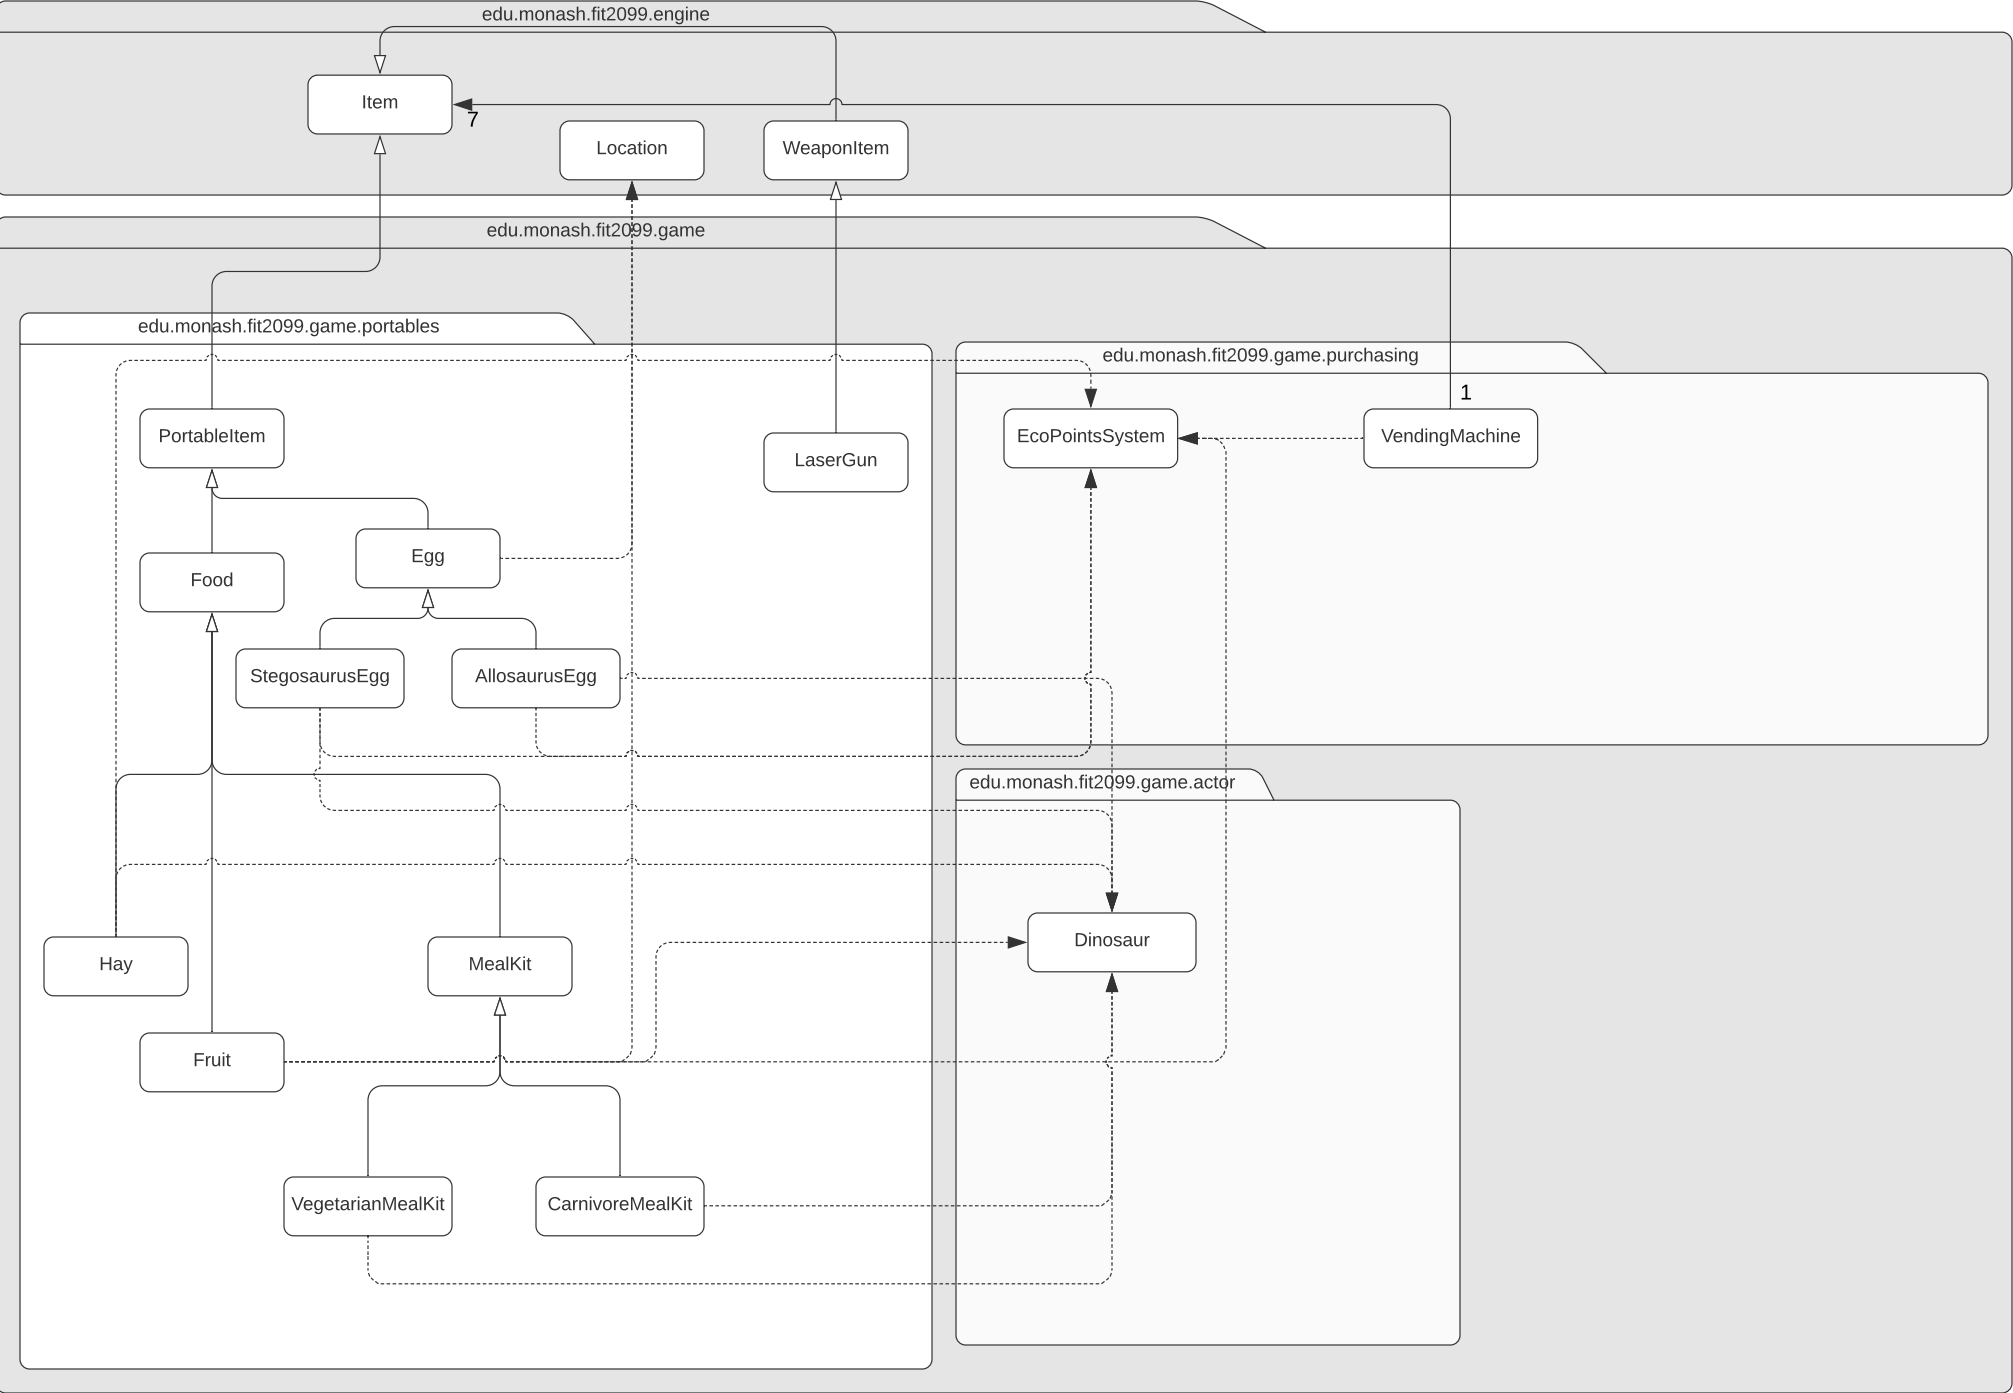 edu.monash.fit2099.engine
Item
7
Location
WeaponItem
edu.monash.fit2099.game
edu.monash.fit2099.game.portables
edu.monash.fit2099.game.purchasing
1
PortableItem
LaserGun
EcoPointsSystem
VendingMachine
Egg
Food
StegosaurusEgg
AllosaurusEgg
edu.monash.fit2099.game.actor
Dinosaur
Hay
MealKit
Fruit
VegetarianMealKit
CarnivoreMealKit